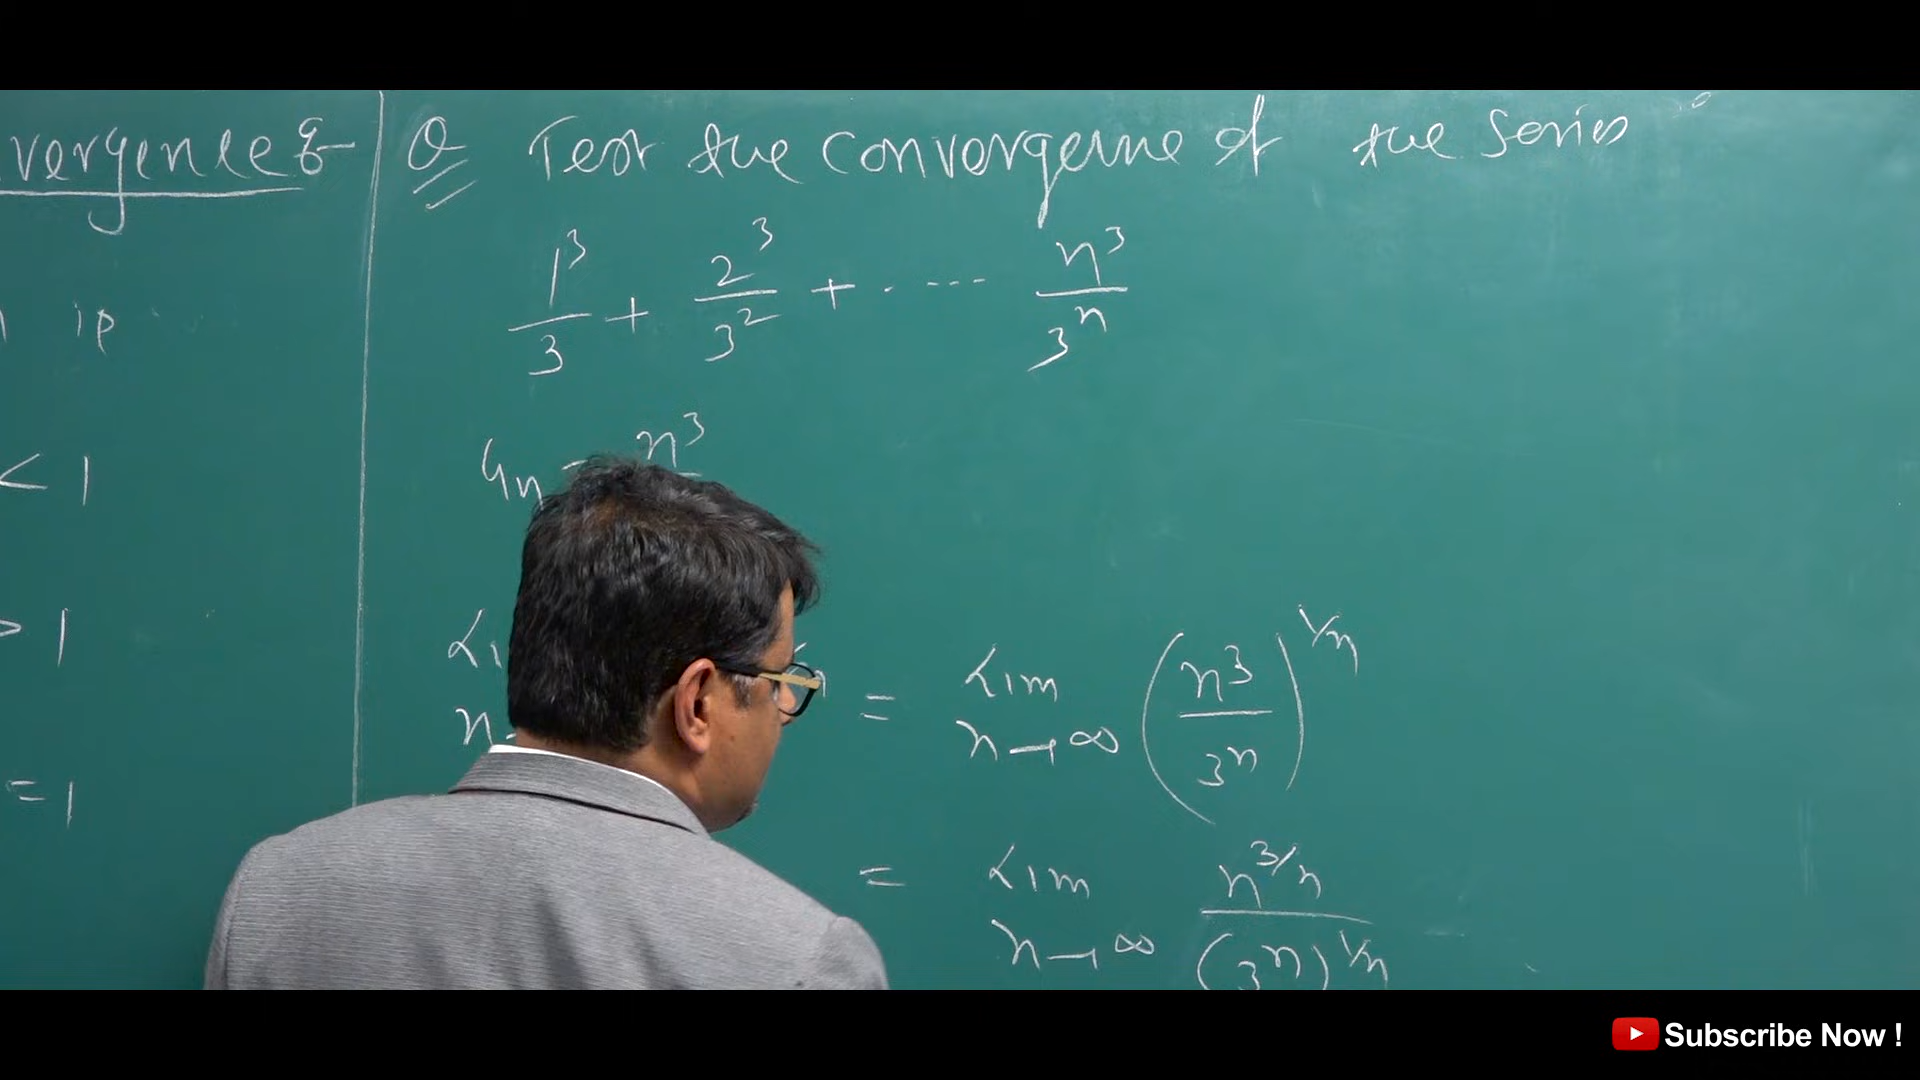 vergence :-
n if
< 1
> 1
= 1
Q Test the convergence of the series :
1³/3 + 2³/3² + ..... n³/3ⁿ
Uₙ = n³
= Lim n→∞ (n³/3ⁿ)^1/n
= Lim n→∞ n^3/n / (3ⁿ)^1/n
Subscribe Now !